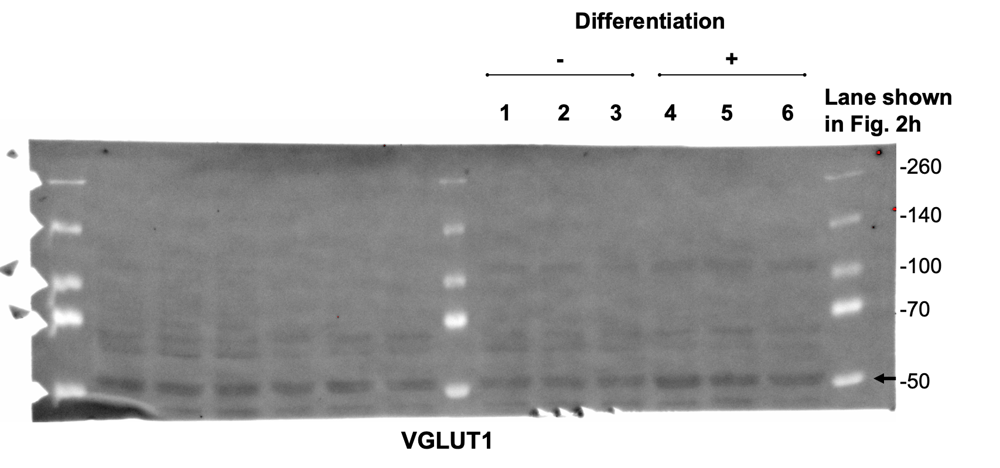 Differentiation
- +
1 2 3 4 5 6
Lane shown
in Fig. 2h
-260
-140
-100
-70
-50
VGLUT1